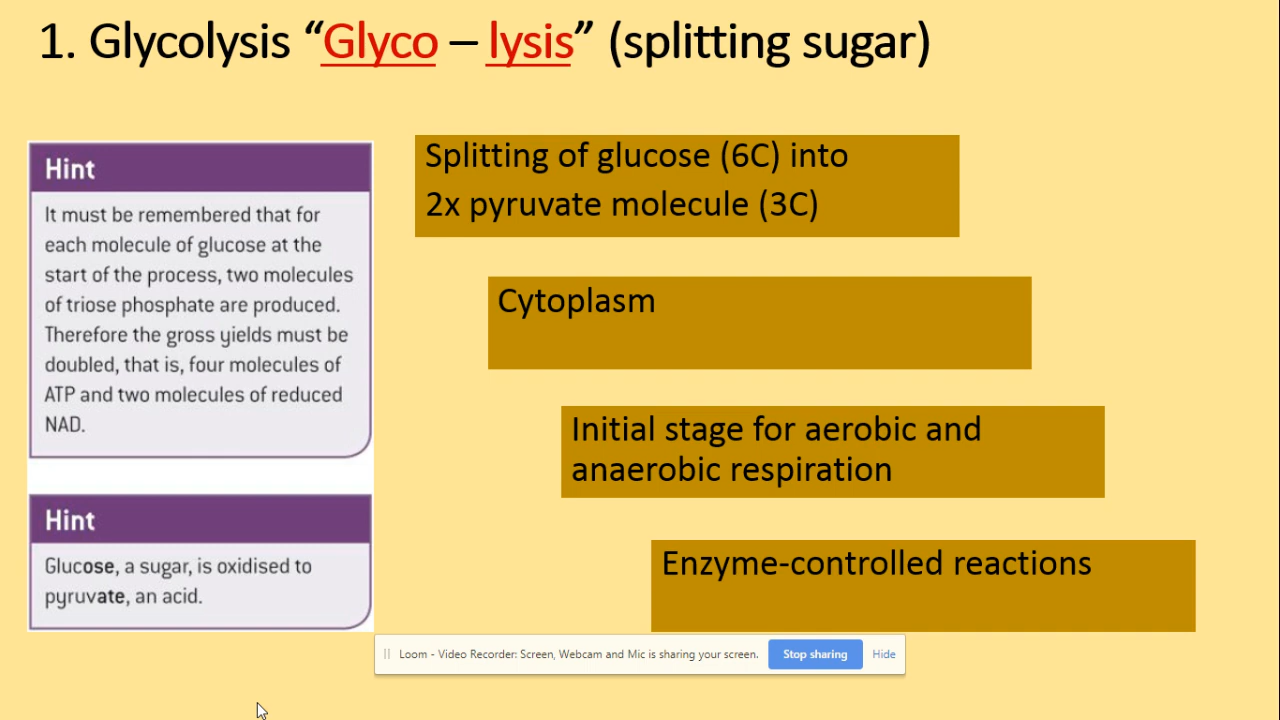 1. Glycolysis “Glyco – lysis” (splitting sugar)
Hint
It must be remembered that for
each molecule of glucose at the
start of the process, two molecules
of triose phosphate are produced.
Therefore the gross yields must be
doubled, that is, four molecules of
ATP and two molecules of reduced
NAD.
Hint
Glucose, a sugar, is oxidised to
pyruvate, an acid.
Splitting of glucose (6C) into
2x pyruvate molecule (3C)
Cytoplasm
Initial stage for aerobic and
anaerobic respiration
Enzyme-controlled reactions
Loom - Video Recorder: Screen, Webcam and Mic is sharing your screen. Stop sharing Hide